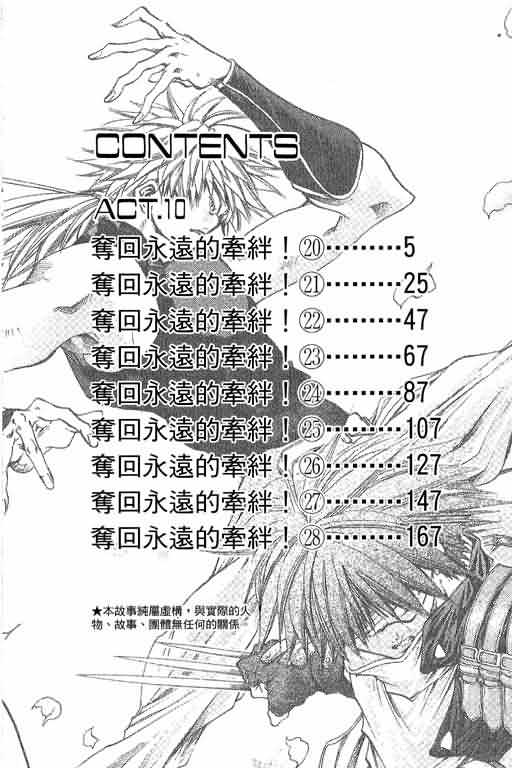 CONTENTS
ACT.10
奪回永遠的牽絆！⑳………5
奪回永遠的牽絆！㉑………25
奪回永遠的牽絆！㉒………47
奪回永遠的牽絆！㉓………67
奪回永遠的牽絆！㉔………87
奪回永遠的牽絆！㉕………107
奪回永遠的牽絆！㉖………127
奪回永遠的牽絆！㉗………147
奪回永遠的牽絆！㉘………167
★本故事純屬虛構，與實際的人
物、故事、團體無任何的關係